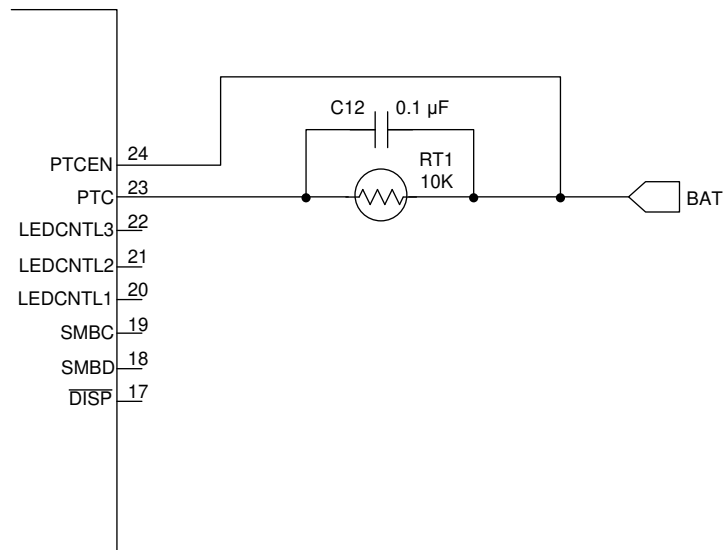 C12 0.1 µF
RT1
10K
PTCEN 24
PTC 23
BAT
LEDCNTL3 22
LEDCNTL2 21
LEDCNTL1 20
SMBC 19
SMBD 18
DISP 17